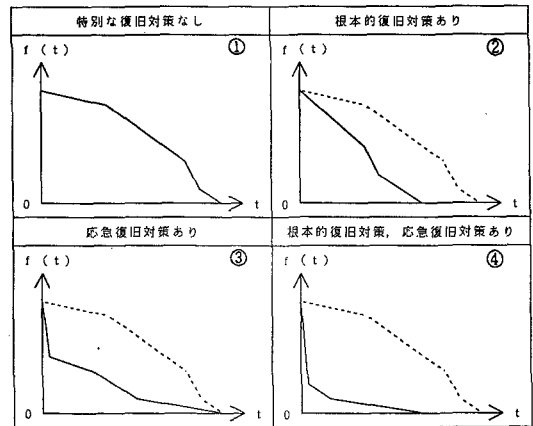 特別な復旧対策なし
根本的復旧対策あり
f (t)
①
0
t
f (t)
②
0
t
応急復旧対策あり
根本的復旧対策, 応急復旧対策あり
f (t)
③
0
t
f (t)
④
0
t